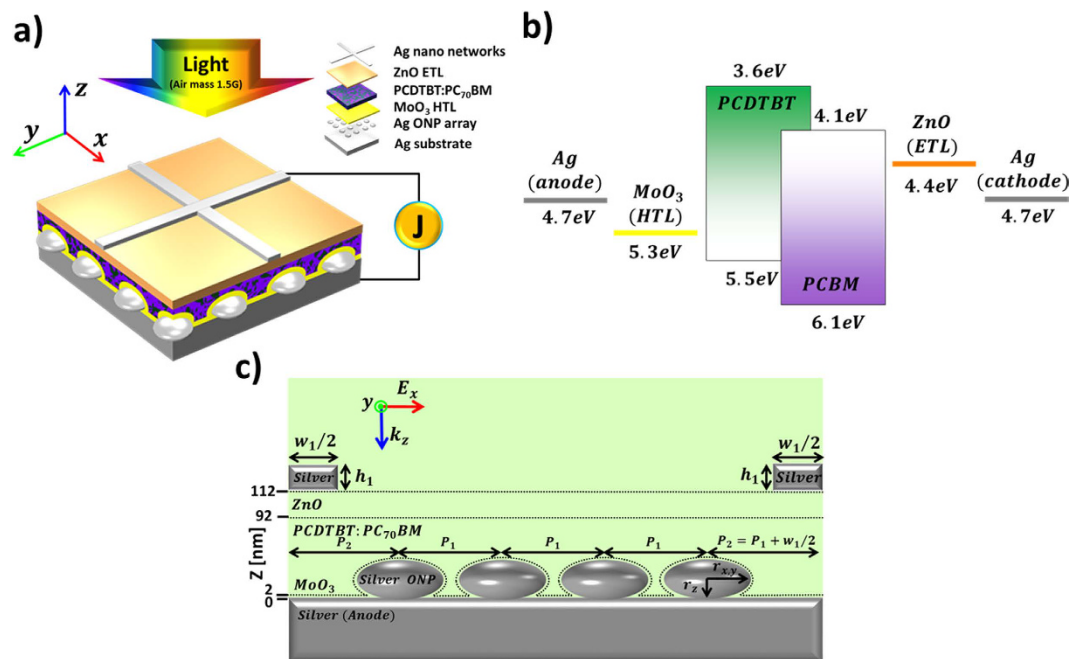 a)
Light
(Air mass 1.5G)
Ag nano networks
ZnO ETL
PCDTBT:PC₇₀BM
MoO₃ HTL
Ag ONP array
Ag substrate
z
y
x
J
b)
3.6eV
PCDTBT
4.1eV
ZnO
(ETL)
4.4eV
Ag
(anode)
4.7eV
MoO₃
(HTL)
5.3eV
Ag
(cathode)
4.7eV
5.5eV
PCBM
6.1eV
c)
y
Eₓ
k_z
w₁/2
w₁/2
Silver
h₁
h₁
Silver
112
ZnO
92
PCDTBT:PC₇₀BM
P₂
P₁
P₁
P₁
P₂ = P₁ + w₁/2
Z [nm]
Silver ONP
r_{x,y}
r_z
MoO₃
2
0
Silver (Anode)